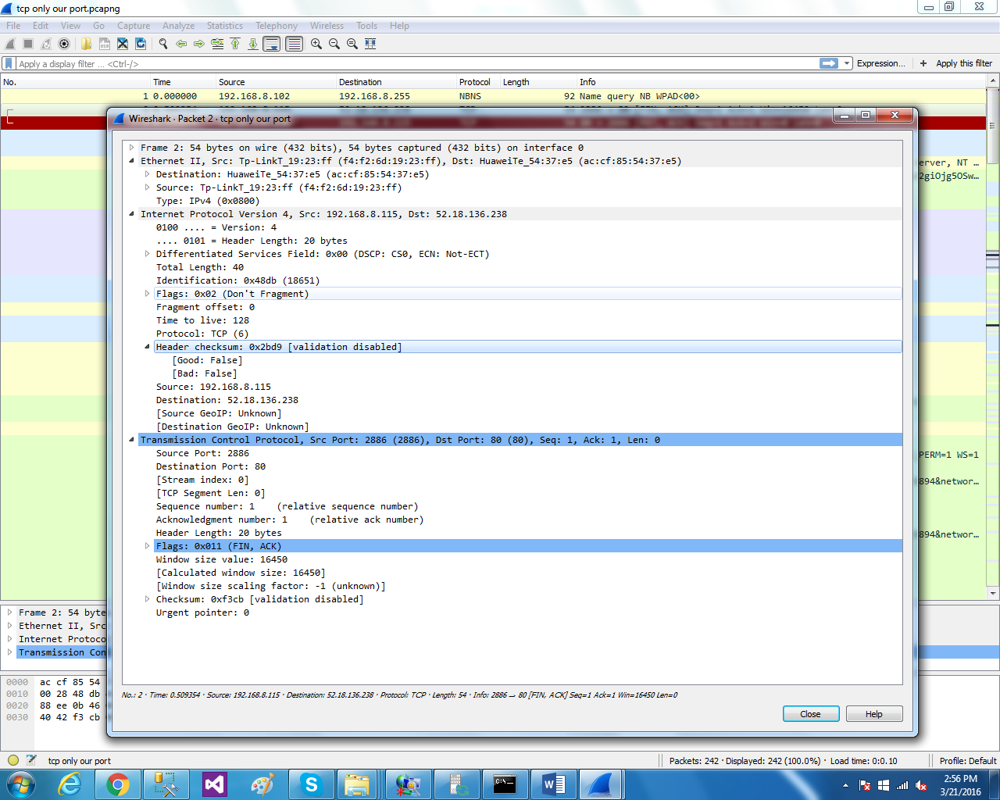 tcp only our port.pcapng
File Edit View Go Capture Analyze Statistics Telephony Wireless Tools Help
Apply a display filter ... <Ctrl-/>
Expression...
+
Apply this filter
No. Time Source Destination Protocol Length Info
1 0.000000 192.168.8.102 192.168.8.255 NBNS 92 Name query NB WPAD<00>
Wireshark · Packet 2 · tcp only our port
Frame 2: 54 bytes on wire (432 bits), 54 bytes captured (432 bits) on interface 0
Ethernet II, Src: Tp-LinkT_19:23:ff (f4:f2:6d:19:23:ff), Dst: HuaweiTe_54:37:e5 (ac:cf:85:54:37:e5)
Destination: HuaweiTe_54:37:e5 (ac:cf:85:54:37:e5)
Source: Tp-LinkT_19:23:ff (f4:f2:6d:19:23:ff)
Type: IPv4 (0x0800)
Internet Protocol Version 4, Src: 192.168.8.115, Dst: 52.18.136.238
0100 .... = Version: 4
.... 0101 = Header Length: 20 bytes
Differentiated Services Field: 0x00 (DSCP: CS0, ECN: Not-ECT)
Total Length: 40
Identification: 0x48db (18651)
Flags: 0x02 (Don't Fragment)
Fragment offset: 0
Time to live: 128
Protocol: TCP (6)
Header checksum: 0x2bd9 [validation disabled]
[Good: False]
[Bad: False]
Source: 192.168.8.115
Destination: 52.18.136.238
[Source GeoIP: Unknown]
[Destination GeoIP: Unknown]
Transmission Control Protocol, Src Port: 2886 (2886), Dst Port: 80 (80), Seq: 1, Ack: 1, Len: 0
Source Port: 2886
Destination Port: 80
[Stream index: 0]
[TCP Segment Len: 0]
Sequence number: 1 (relative sequence number)
Acknowledgment number: 1 (relative ack number)
Header Length: 20 bytes
Flags: 0x011 (FIN, ACK)
Window size value: 16450
[Calculated window size: 16450]
[Window size scaling factor: -1 (unknown)]
Checksum: 0xf3cb [validation disabled]
Urgent pointer: 0
No.: 2 · Time: 0.509354 · Source: 192.168.8.115 · Destination: 52.18.136.238 · Protocol: TCP · Length: 54 · Info: 2886 → 80 [FIN, ACK] Seq=1 Ack=1 Win=16450 Len=0
Close
Help
erver, NT ...
2giOjg5OSw...
PERM=1 WS=1
894&networ...
894&networ...
Frame 2: 54 byte
Ethernet II, Src
Internet Protoco
Transmission Con
0000 ac cf 85 54
0010 00 28 48 db
0020 88 ee 0b 46
0030 40 42 f3 cb
tcp only our port
Packets: 242 · Displayed: 242 (100.0%) · Load time: 0:0.10
Profile: Default
C:\.
2:56 PM
3/21/2016